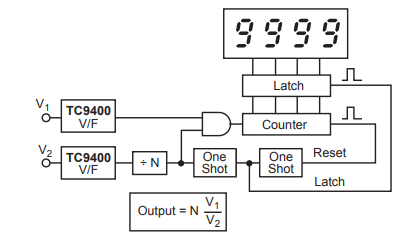 9999
Latch
V1
TC9400
V/F
Counter
V2
TC9400
V/F
÷ N
One
Shot
One
Shot
Reset
Latch
Output = N V1
V2